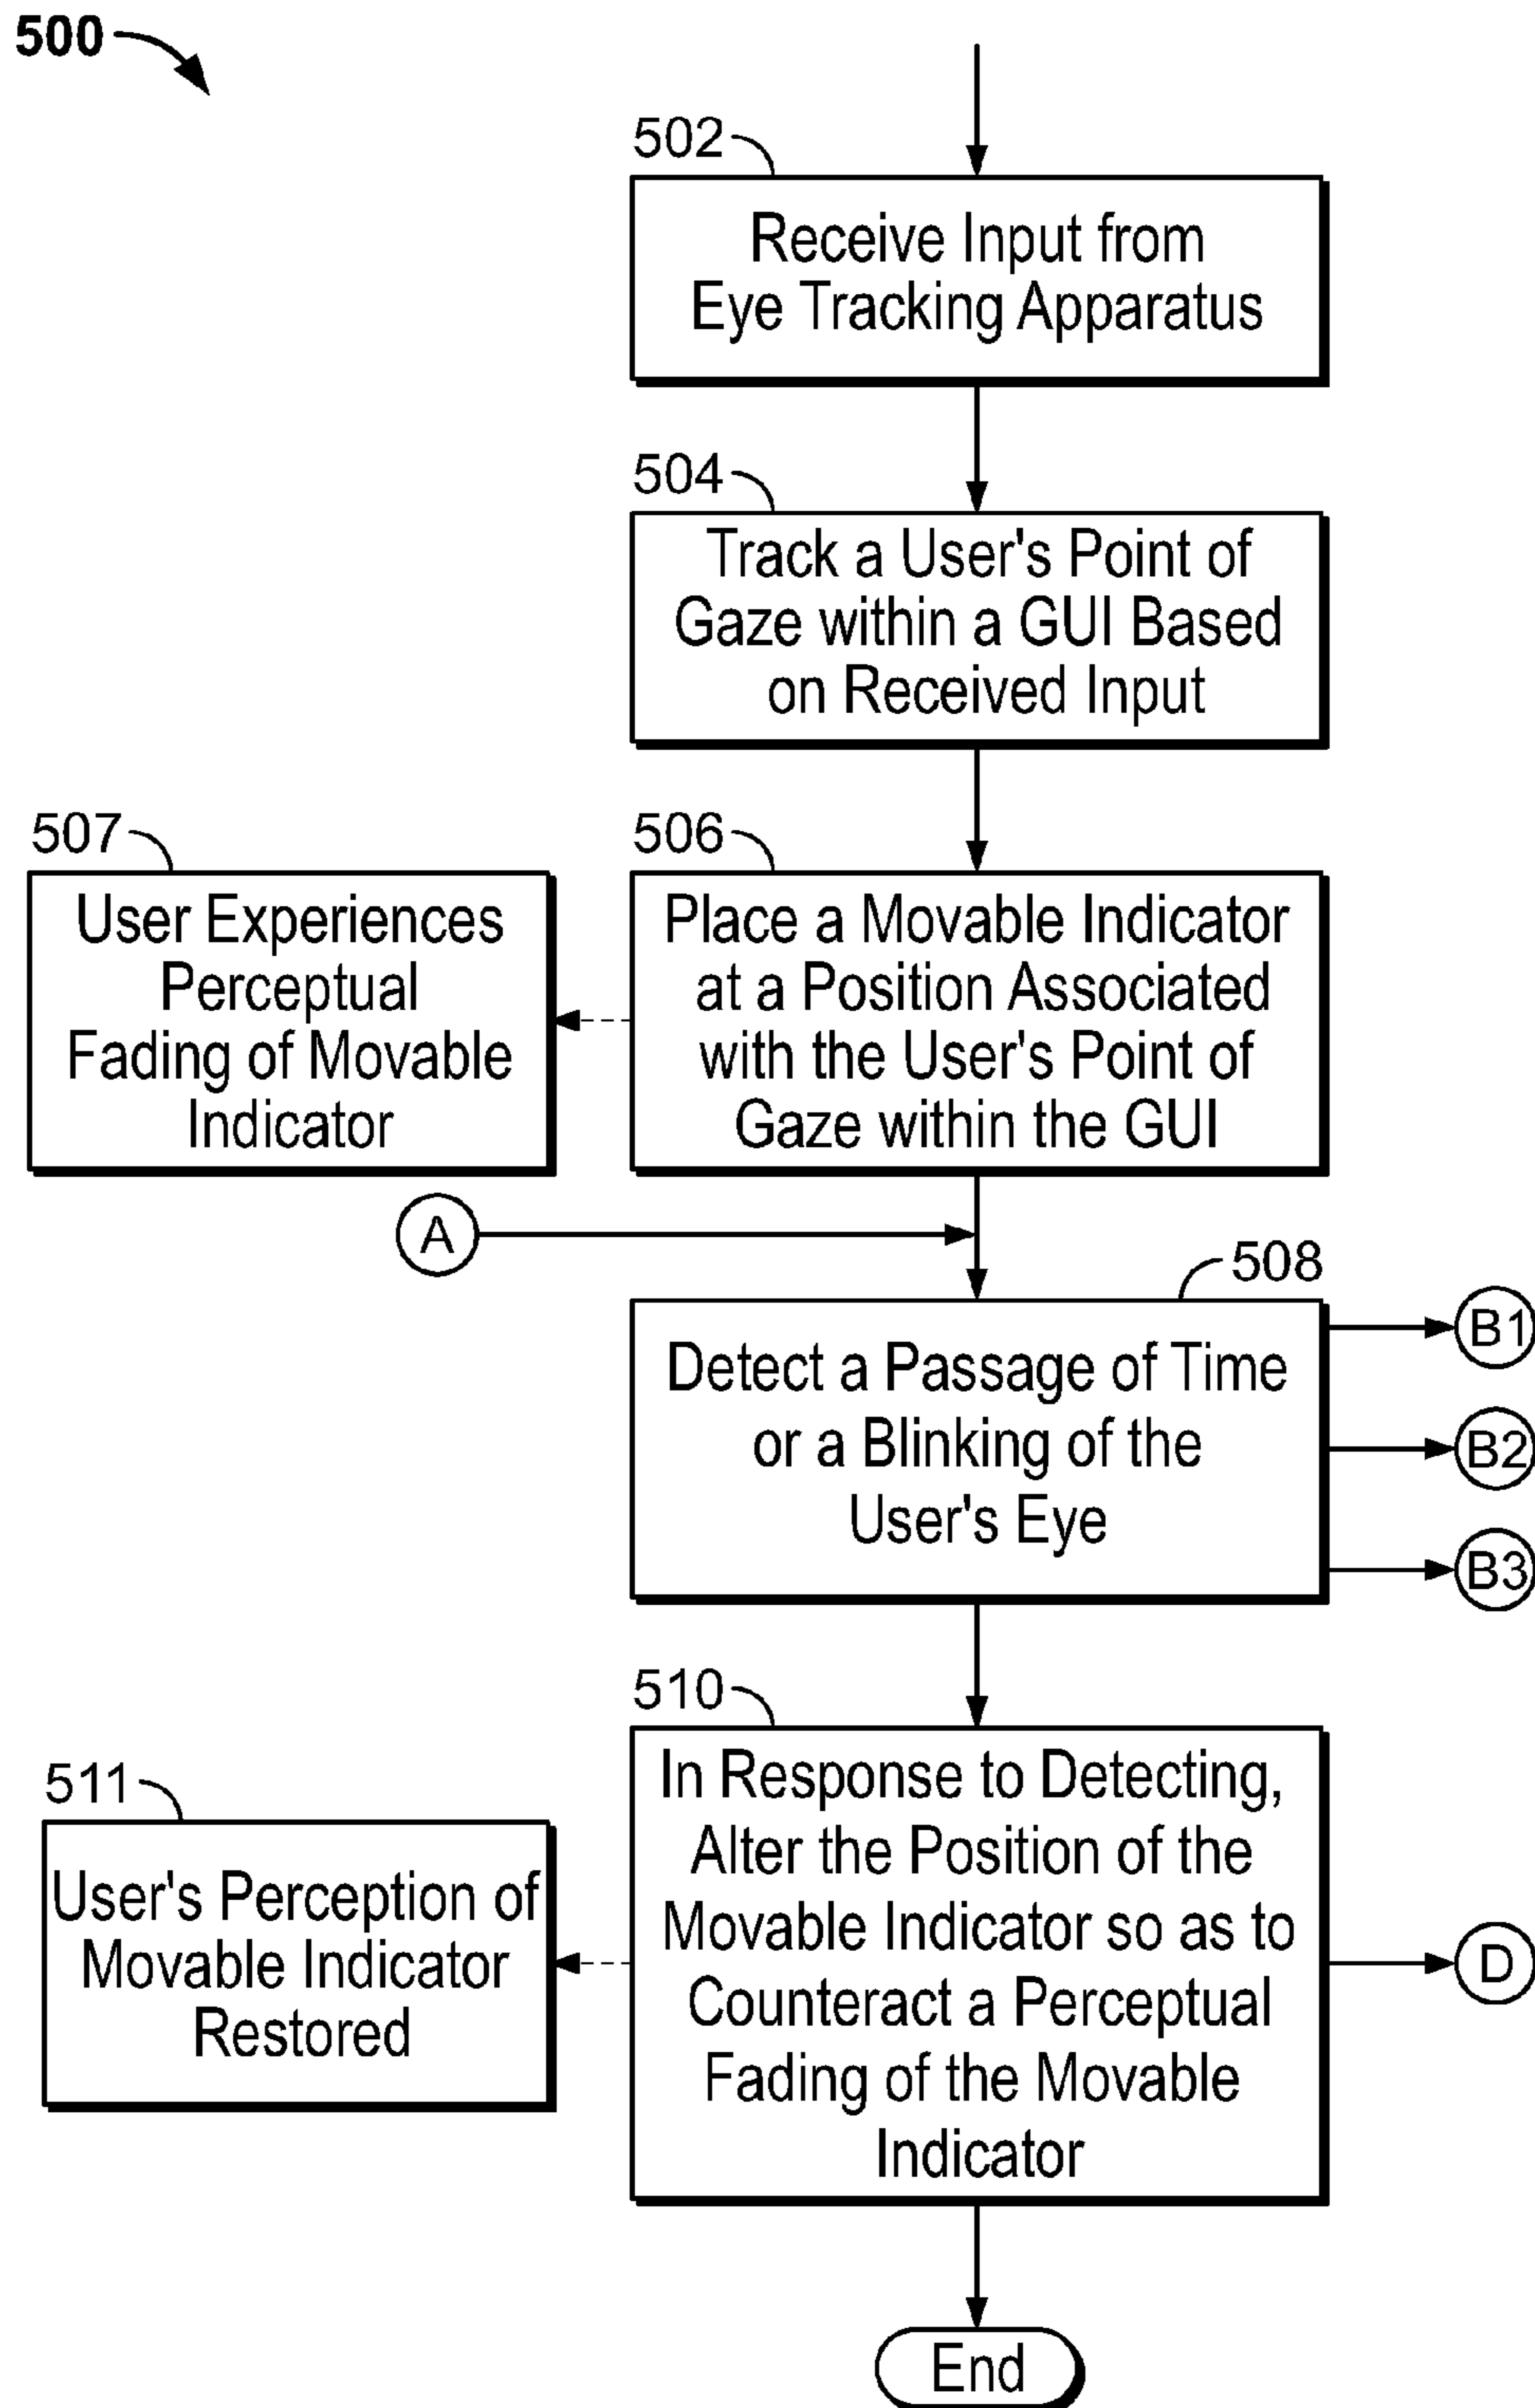 500
502
Receive Input from
Eye Tracking Apparatus
504
Track a User's Point of
Gaze within a GUI Based
on Received Input
507
User Experiences
Perceptual
Fading of Movable
Indicator
506
Place a Movable Indicator
at a Position Associated
with the User's Point of
Gaze within the GUI
A
508
Detect a Passage of Time
or a Blinking of the
User's Eye
B1
B2
B3
510
In Response to Detecting,
Alter the Position of the
Movable Indicator so as to
Counteract a Perceptual
Fading of the Movable
Indicator
511
User's Perception of
Movable Indicator
Restored
D
End